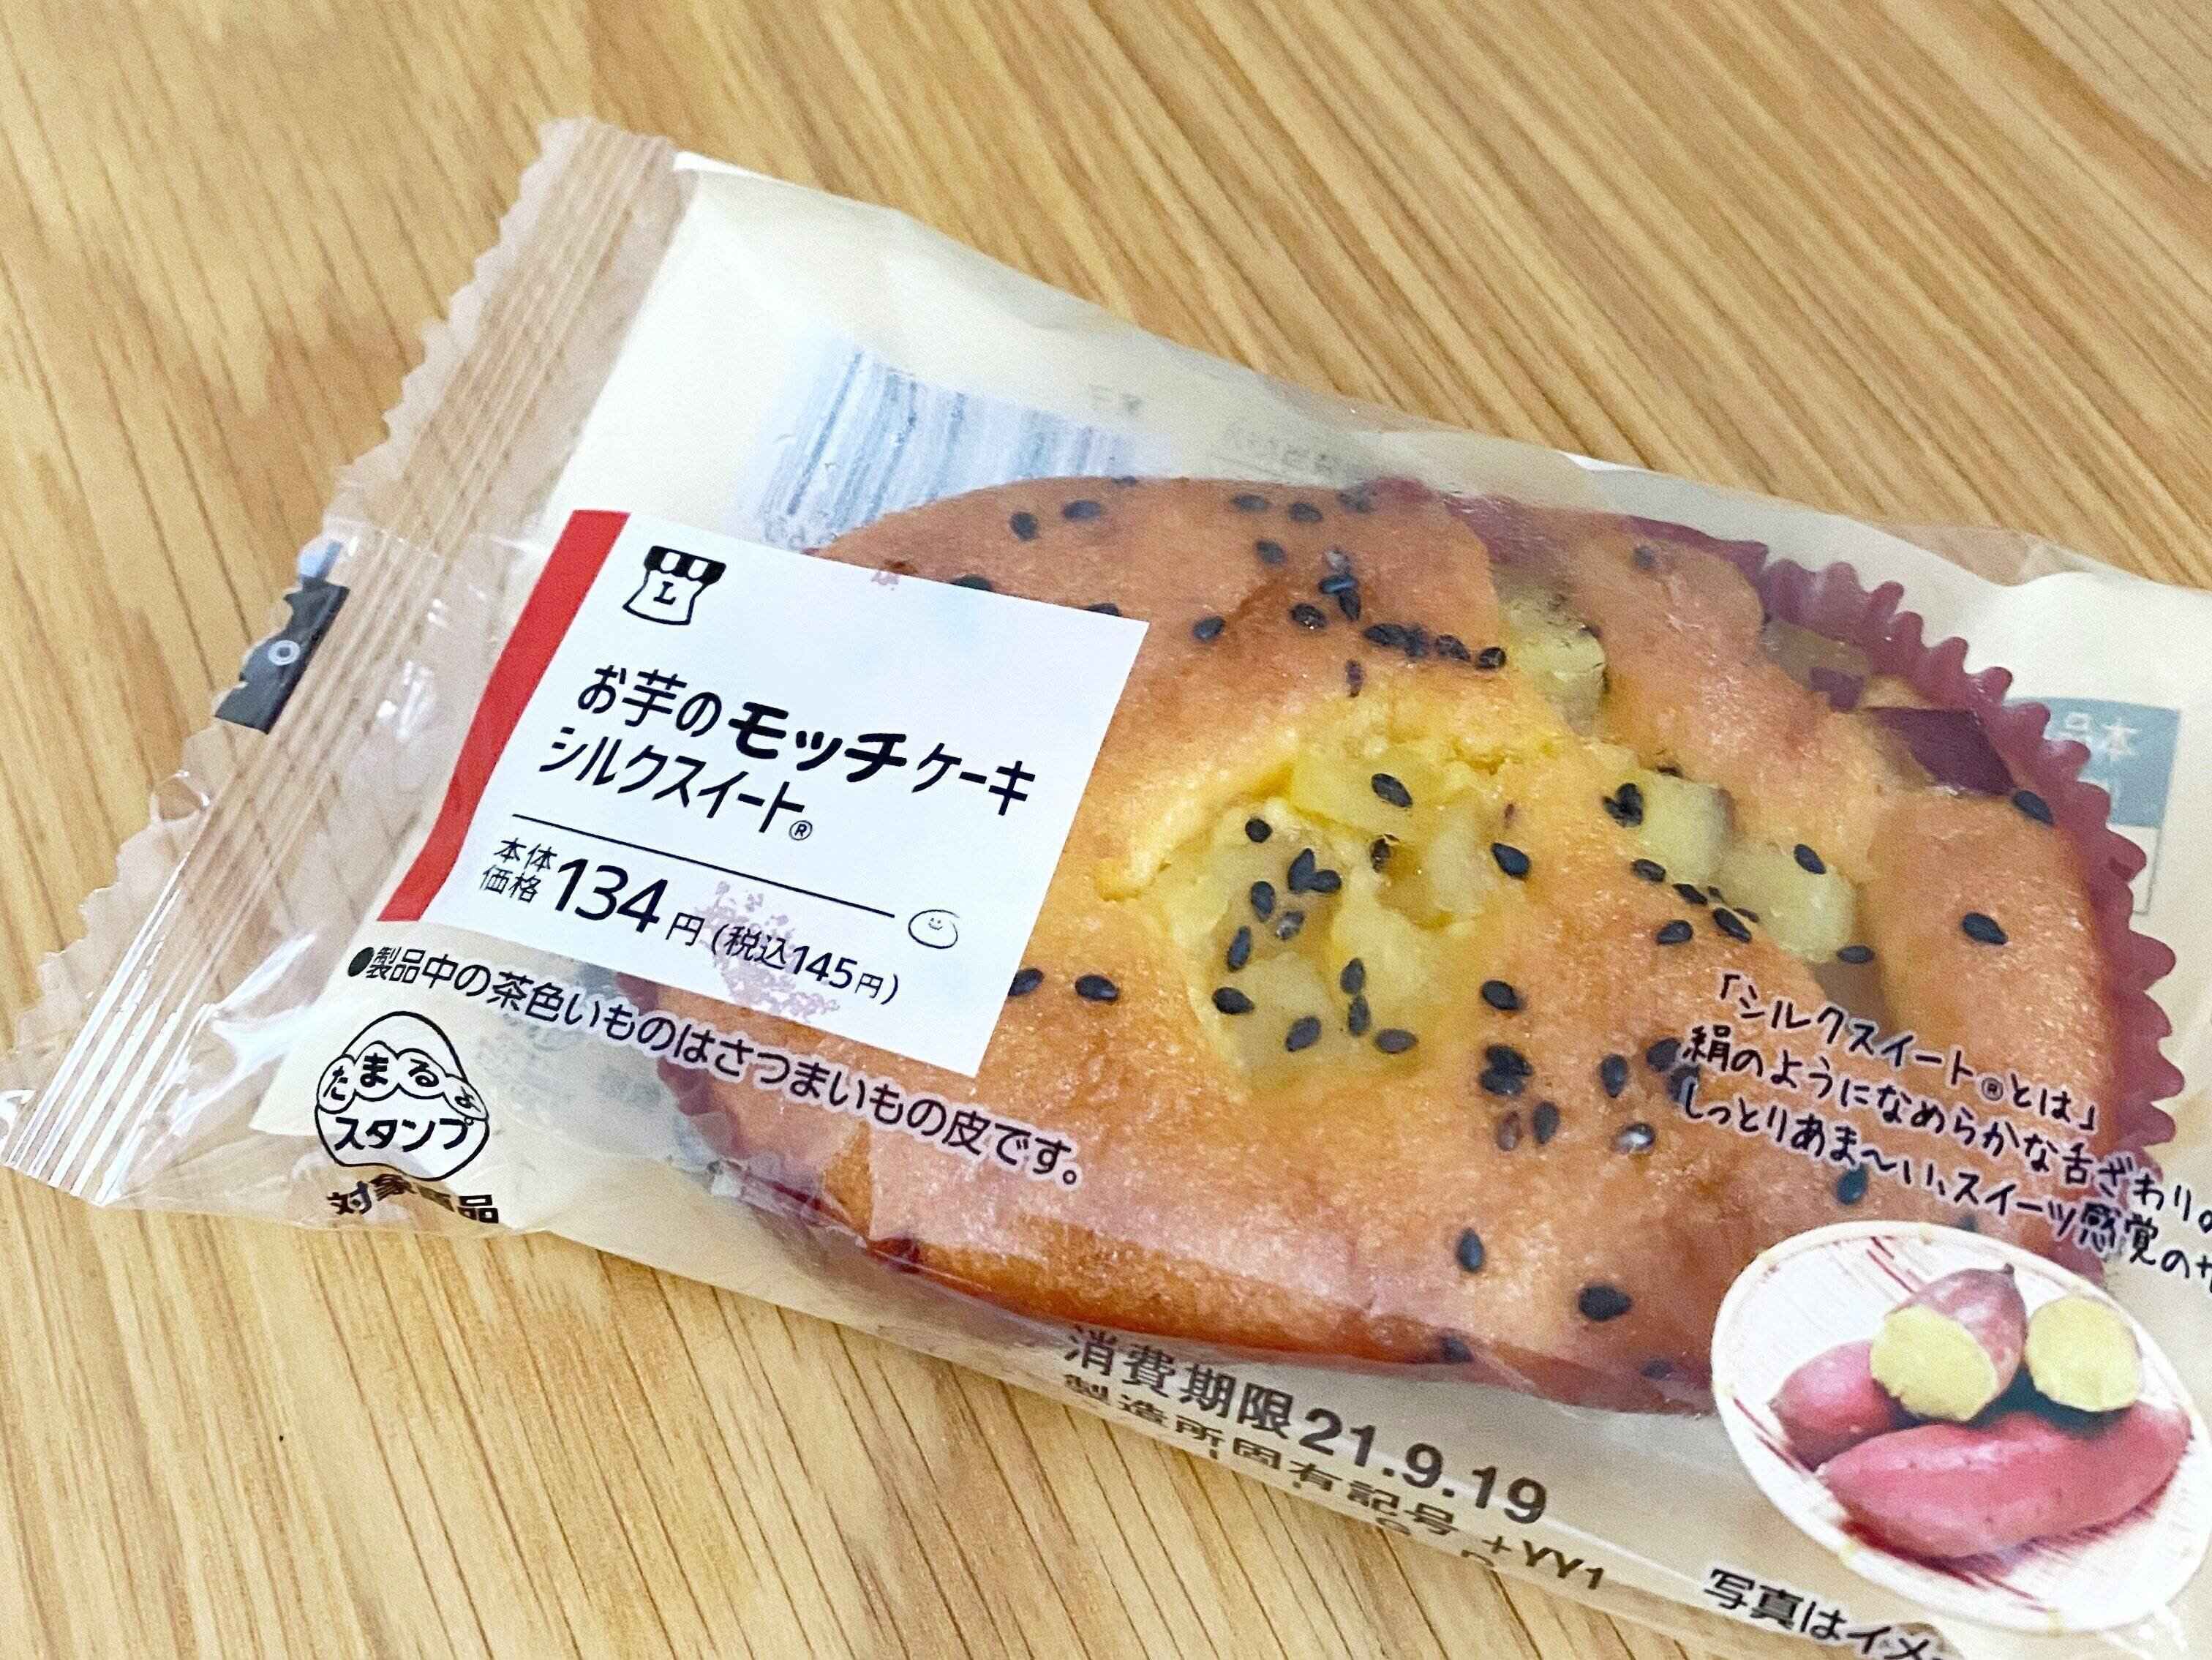 L
お芋のモッチケーキ
シルクスイート®
本体
価格 134円(税込145円)
●製品中の茶色いものはさつまいもの皮です。
たまるよ
スタンプ
対象商品
「シルクスイート®とは」
絹のようになめらかな舌ざわりの
しっとりあま〜い、スイーツ感覚のサ
消費期限21.9.19
製造所固有記号 +YY1
写真はイメ